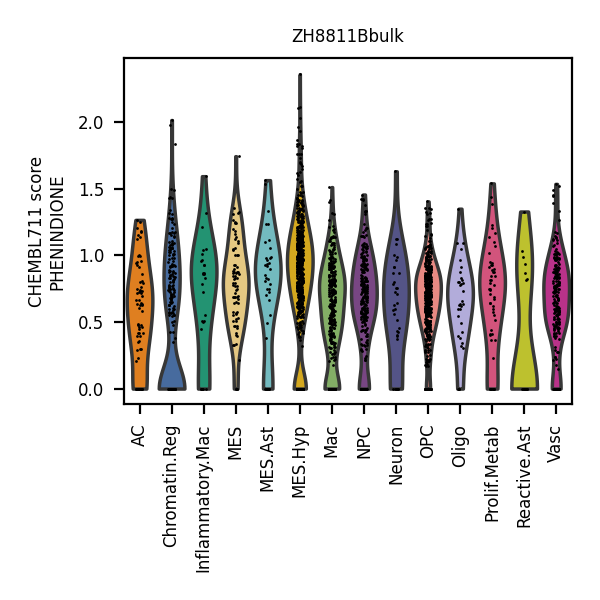 ZH8811Bbulk
CHEMBL711 score
PHENINDIONE
2.0
1.5
1.0
0.5
0.0
AC
Chromatin.Reg
Inflammatory.Mac
MES
MES.Ast
MES.Hyp
Mac
NPC
Neuron
OPC
Oligo
Prolif.Metab
Reactive.Ast
Vasc